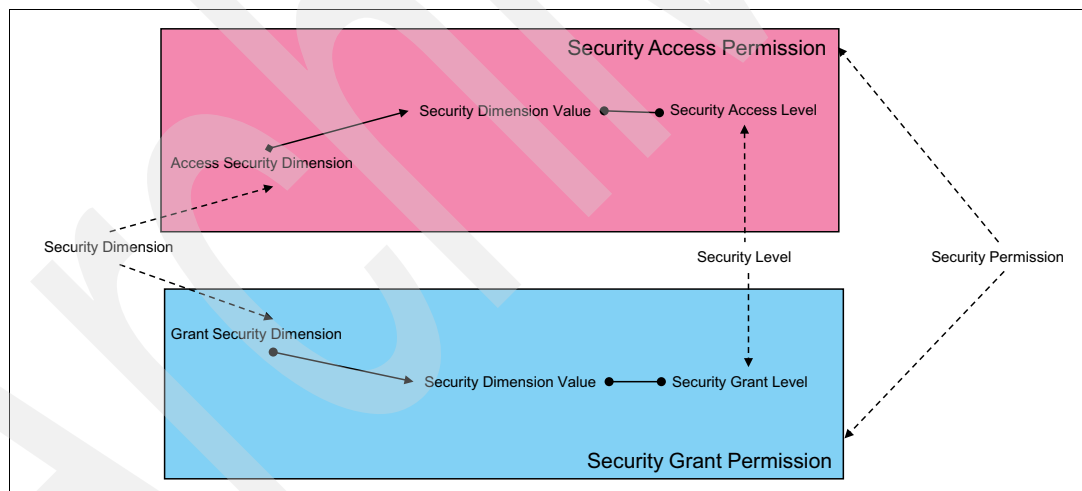 Security Access Permission
Security Dimension Value
Security Access Level
Access Security Dimension
Security Dimension
Security Level
Security Permission
Grant Security Dimension
Security Dimension Value
Security Grant Level
Security Grant Permission